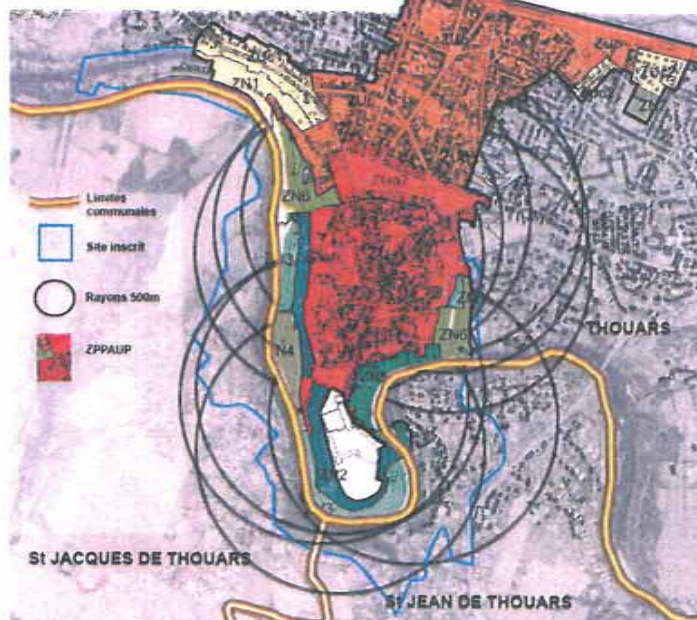 ZN1
ZN6
N4
ZN6
Limites
communales
Site inscrit
Rayons 500m
ZPPAUP
THOUARS
St JACQUES DE THOUARS
St JEAN DE THOUARS